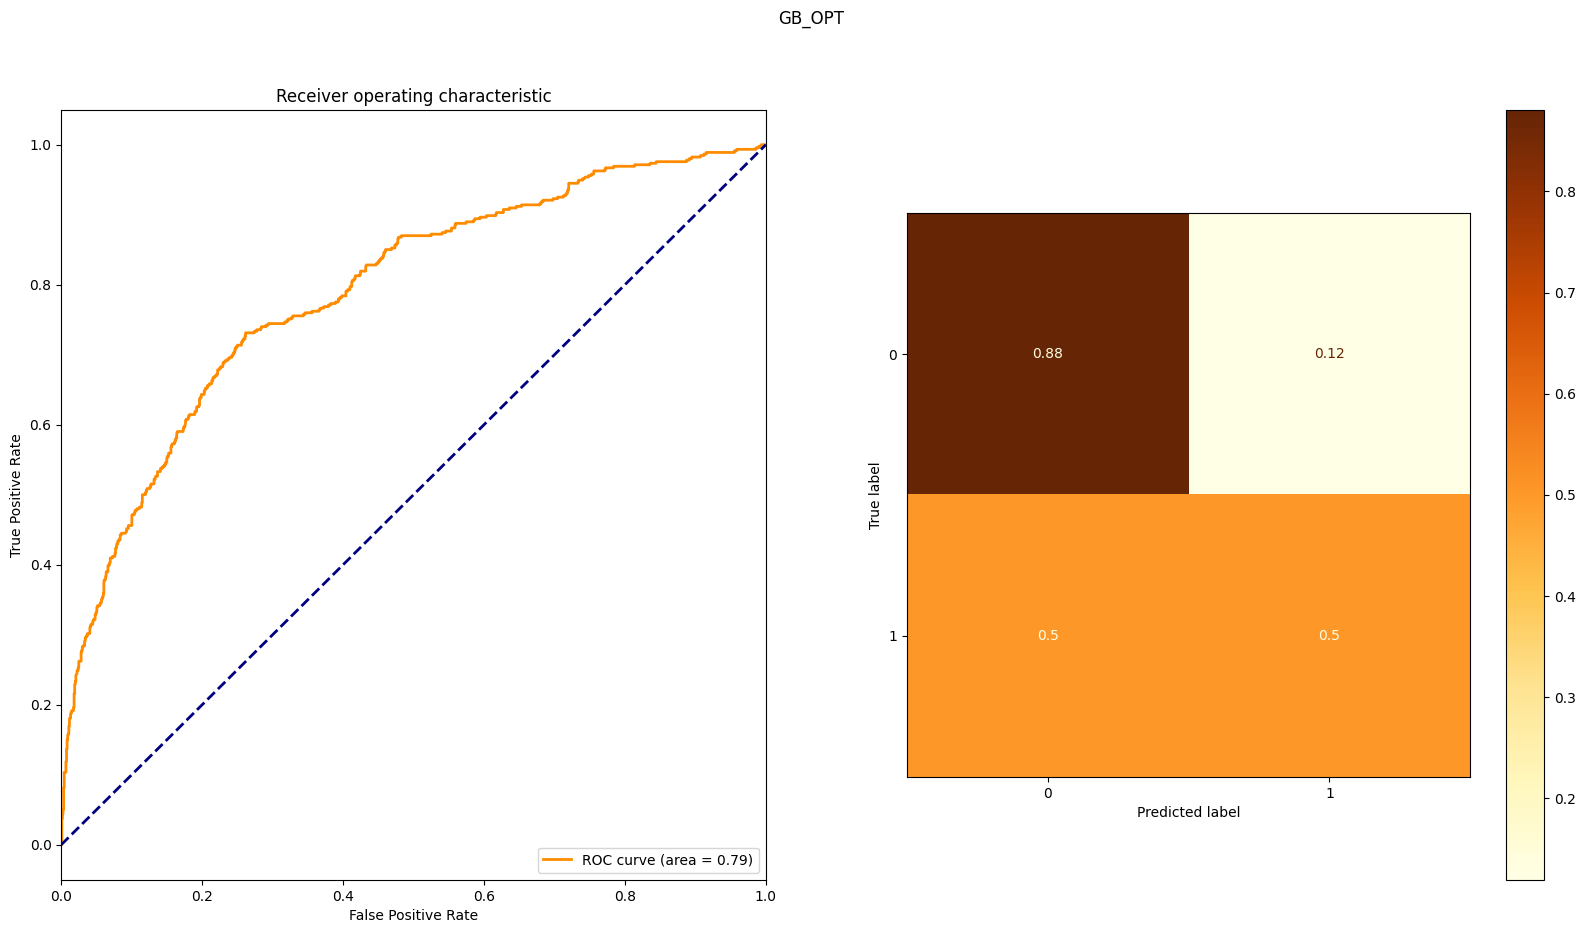 GB_OPT
Receiver operating characteristic
True Positive Rate
1.0
0.8
0.6
0.4
0.2
0.0
ROC curve (area = 0.79)
0.0 0.2 0.4 0.6 0.8 1.0
False Positive Rate
True label
0
1
0.88 0.12
0.5 0.5
0 1
Predicted label
0.8
0.7
0.6
0.5
0.4
0.3
0.2